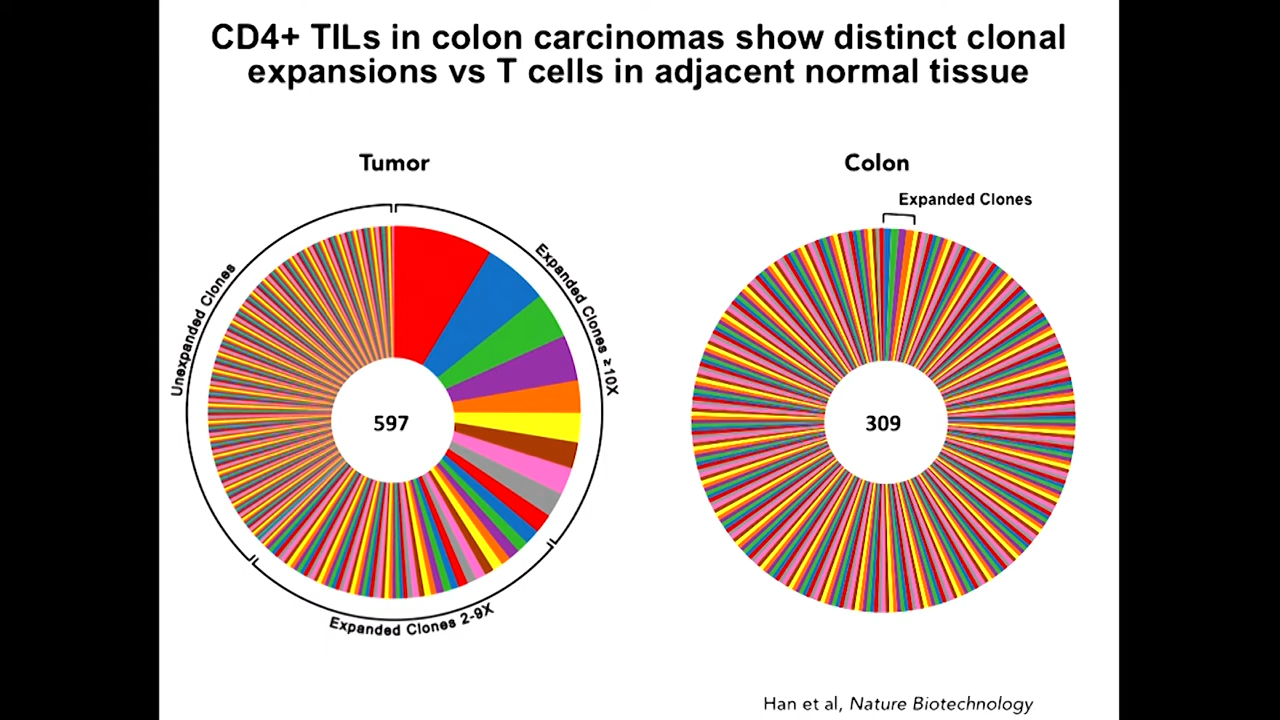 CD4+ TILs in colon carcinomas show distinct clonal
expansions vs T cells in adjacent normal tissue
Tumor
Colon
Expanded Clones
Unexpanded Clones
Expanded Clones ≥10X
597
309
Expanded Clones 2-9X
Han et al, Nature Biotechnology